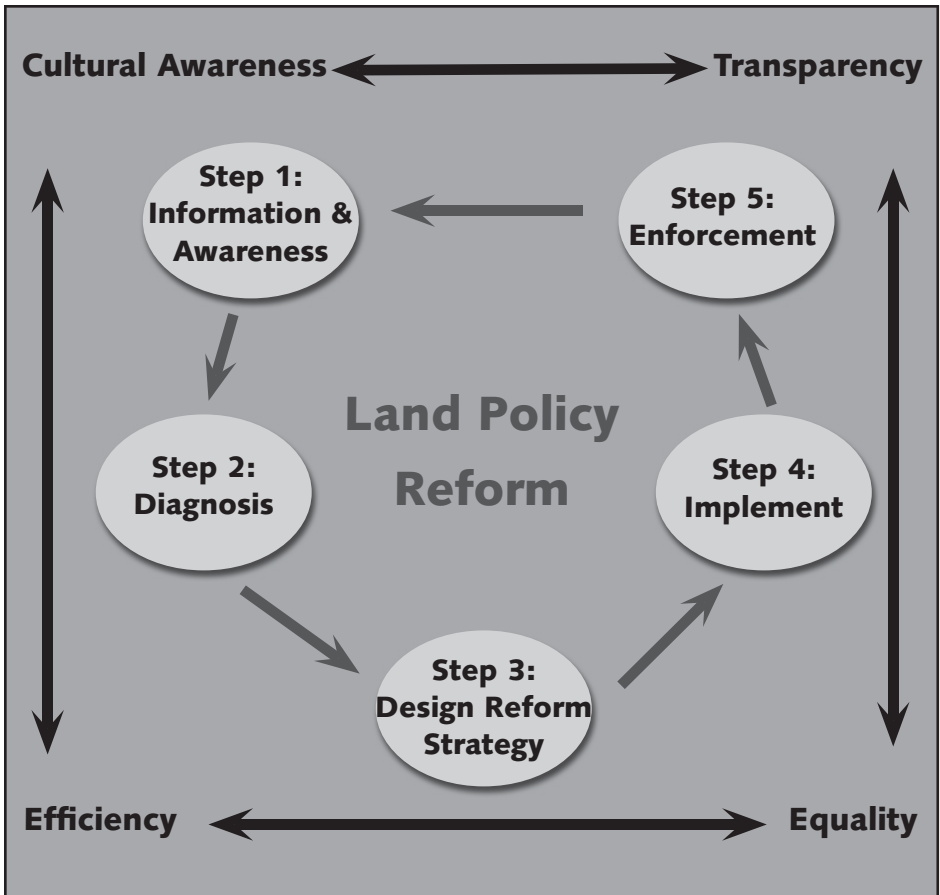 Cultural Awareness
Transparency
Step 1:
Information &
Awareness
Step 5:
Enforcement
Land Policy
Reform
Step 2:
Diagnosis
Step 4:
Implement
Step 3:
Design Reform
Strategy
Efficiency
Equality